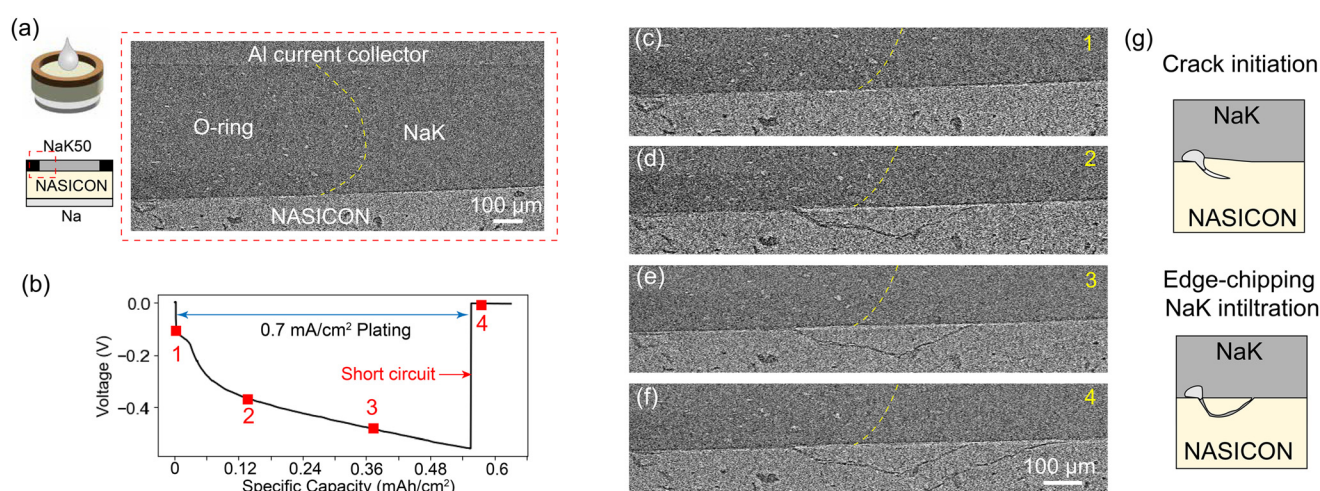 (a)
NaK50
NASICON
Na
Al current collector
O-ring
NaK
NASICON
100 µm
(b)
Voltage (V)
0.0
−0.2
−0.4
0.7 mA/cm² Plating
Short circuit
1
2
3
4
0
0.12
0.24
0.36
0.48
0.6
Specific Capacity (mAh/cm²)
(c)
1
(d)
2
(e)
3
(f)
4
100 µm
(g)
Crack initiation
NaK
NASICON
Edge-chipping
NaK intiltration
NaK
NASICON